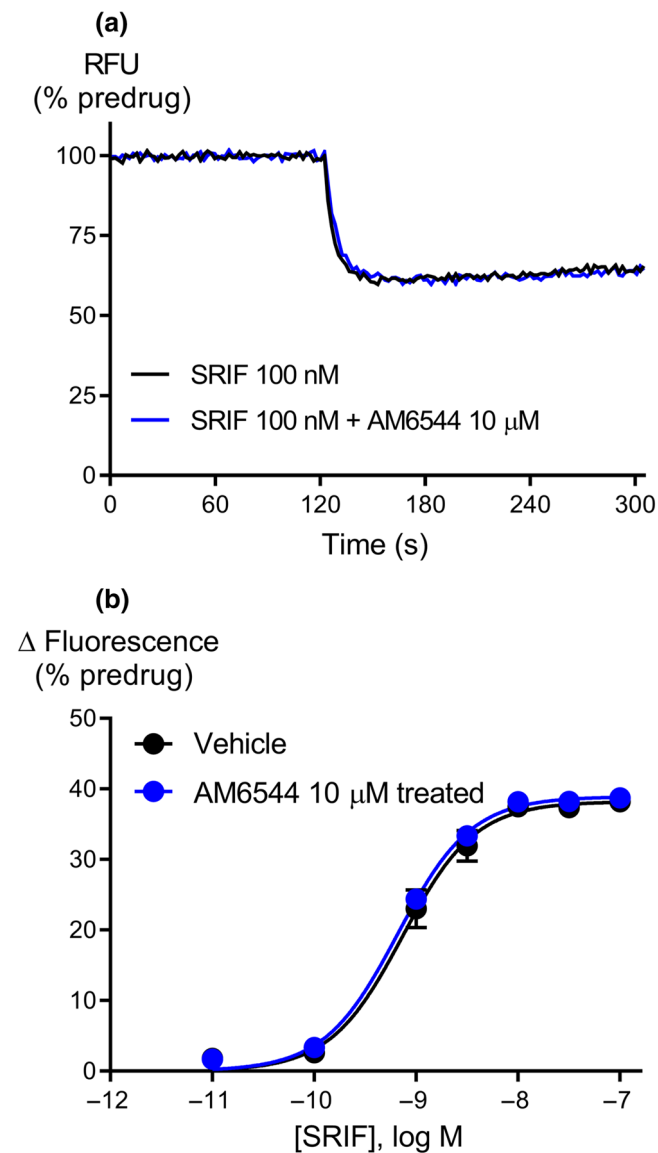 (a)
RFU
(% predrug)
100
75
50
25
0
SRIF 100 nM
SRIF 100 nM + AM6544 10 μM
0 60 120 180 240 300
Time (s)
(b)
Δ Fluorescence
(% predrug)
50
40
30
20
10
0
Vehicle
AM6544 10 μM treated
–12 –11 –10 –9 –8 –7
[SRIF], log M